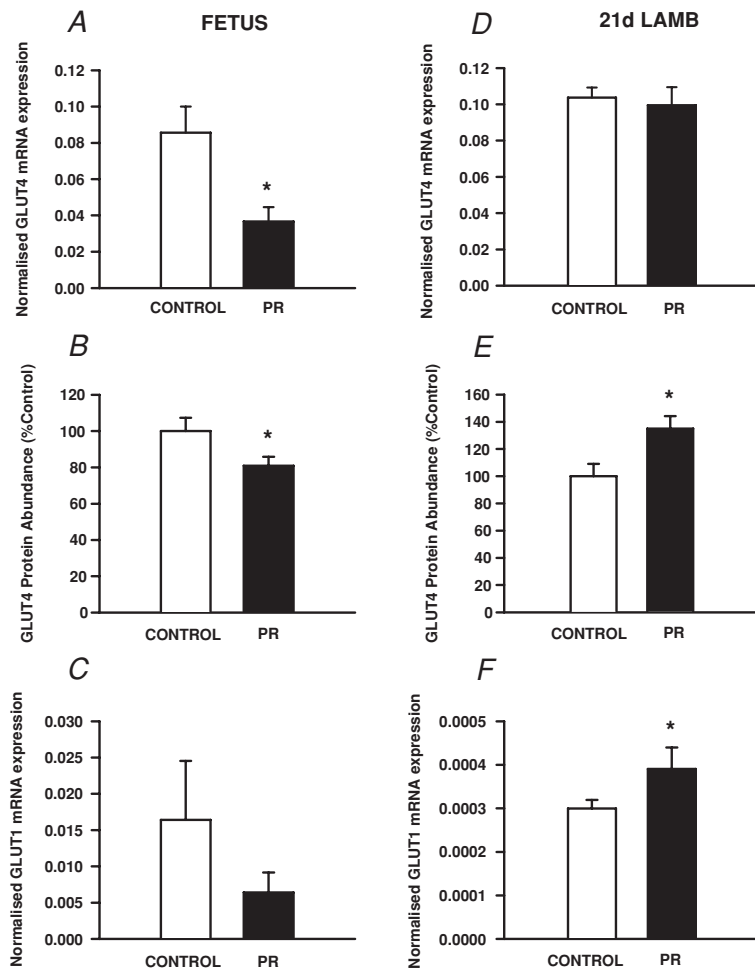 A
FETUS
Normalised GLUT4 mRNA expression
0.12
0.10
0.08
0.06
0.04
0.02
0.00
*
CONTROL PR
B
GLUT4 Protein Abundance (%Control)
120
100
80
60
40
20
0
*
CONTROL PR
C
Normalised GLUT1 mRNA expression
0.030
0.025
0.020
0.015
0.010
0.005
0.000
CONTROL PR
D
21d LAMB
Normalised GLUT4 mRNA expression
0.12
0.10
0.08
0.06
0.04
0.02
0.00
CONTROL PR
E
GLUT4 Protein Abundance (%Control)
160
140
120
100
80
60
40
20
0
*
CONTROL PR
F
Normalised GLUT1 mRNA expression
0.0005
0.0004
0.0003
0.0002
0.0001
0.0000
*
CONTROL PR